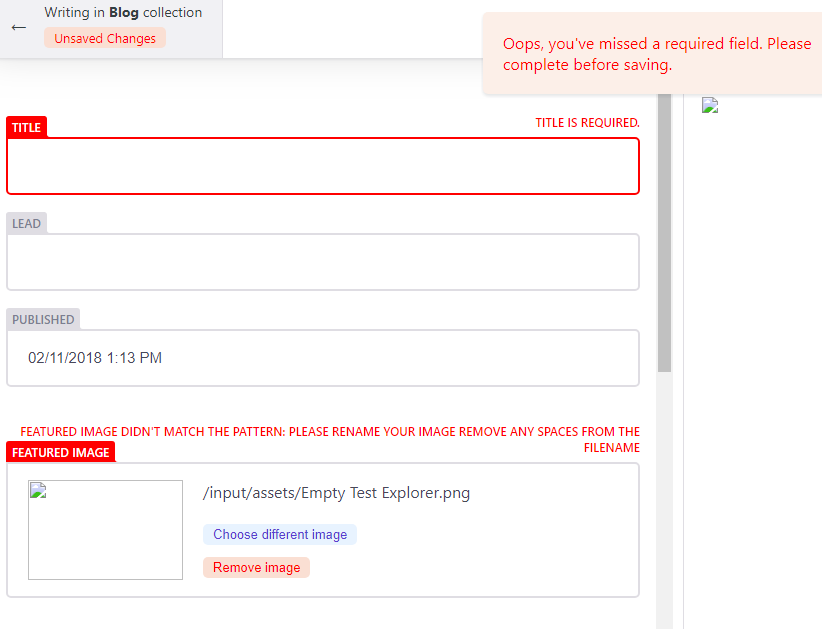 ←
Writing in Blog collection
Unsaved Changes
Oops, you've missed a required field. Please
complete before saving.
TITLE
TITLE IS REQUIRED.
LEAD
PUBLISHED
02/11/2018 1:13 PM
FEATURED IMAGE DIDN'T MATCH THE PATTERN: PLEASE RENAME YOUR IMAGE REMOVE ANY SPACES FROM THE
FILENAME
FEATURED IMAGE
/input/assets/Empty Test Explorer.png
Choose different image
Remove image